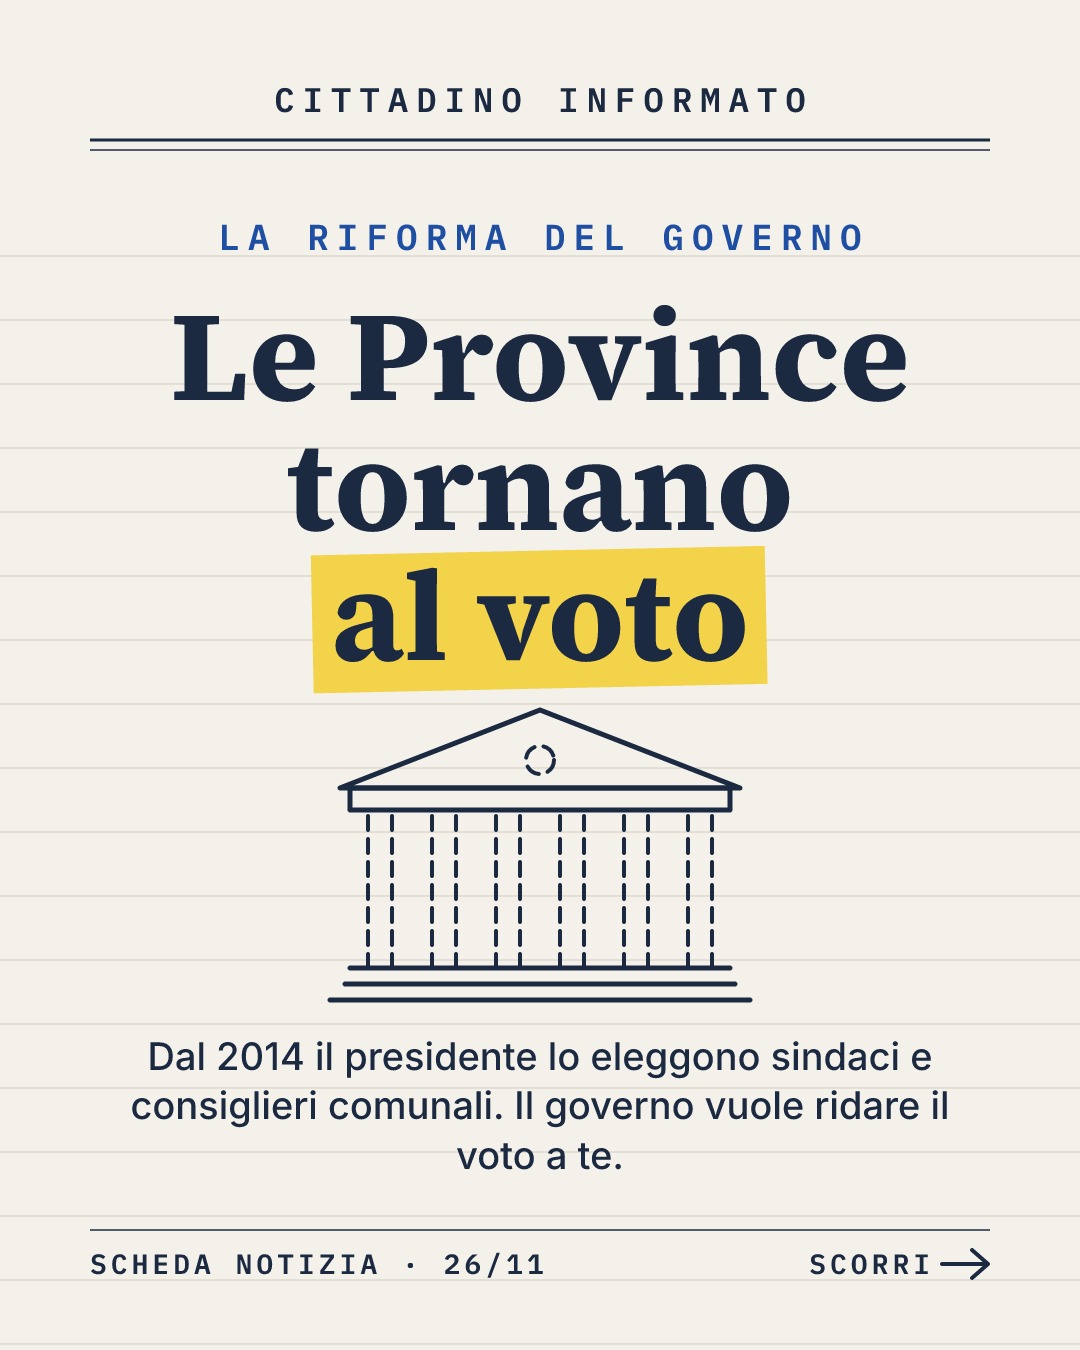 CITTADINO INFORMATO
LA RIFORMA DEL GOVERNO
Le Province
tornano
al voto
Dal 2014 il presidente lo eleggono sindaci e
consiglieri comunali. Il governo vuole ridare il
voto a te.
SCHEDA NOTIZIA · 26/11
SCORRI